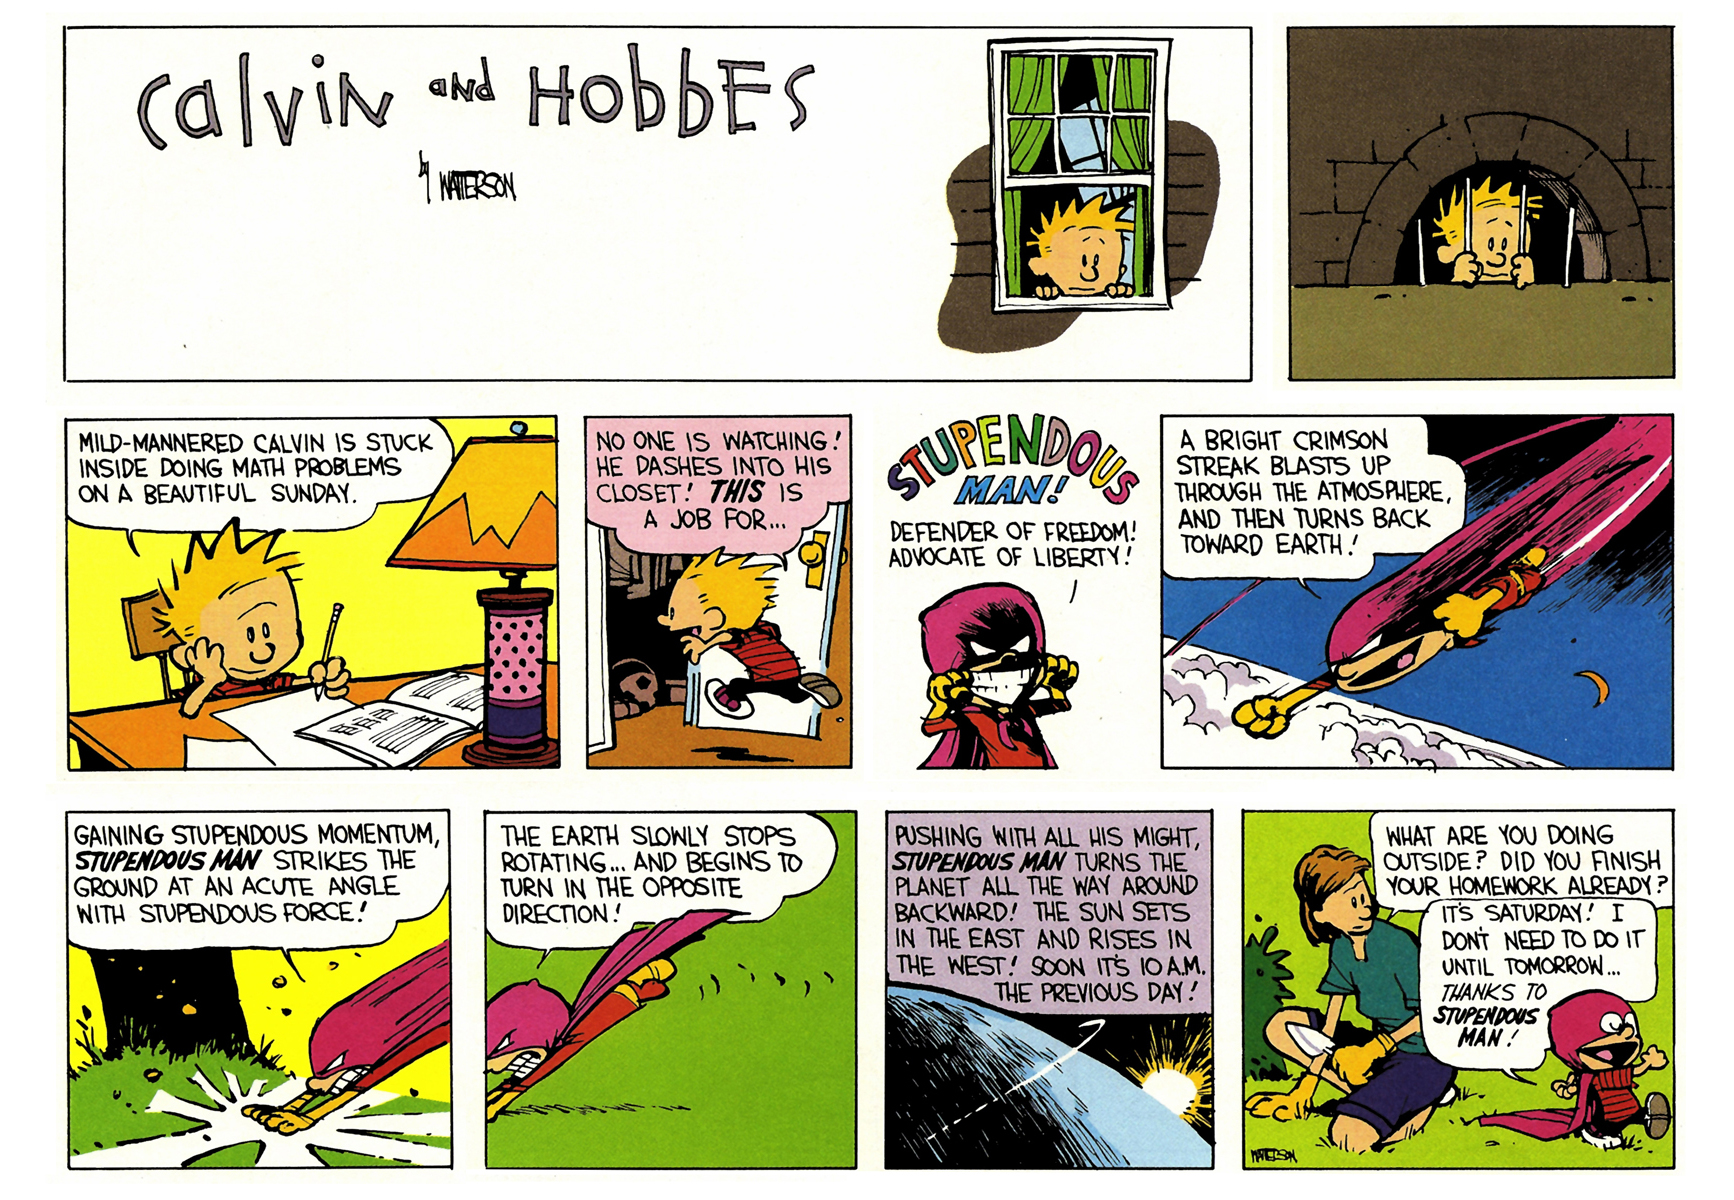 Calvin and Hobbes
by Watterson
MILD-MANNERED CALVIN IS STUCK
INSIDE DOING MATH PROBLEMS
ON A BEAUTIFUL SUNDAY.
NO ONE IS WATCHING!
HE DASHES INTO HIS
CLOSET! THIS IS
A JOB FOR...
STUPENDOUS
MAN!
DEFENDER OF FREEDOM!
ADVOCATE OF LIBERTY!
A BRIGHT CRIMSON
STREAK BLASTS UP
THROUGH THE ATMOSPHERE,
AND THEN TURNS BACK
TOWARD EARTH!
GAINING STUPENDOUS MOMENTUM,
STUPENDOUS MAN STRIKES THE
GROUND AT AN ACUTE ANGLE
WITH STUPENDOUS FORCE!
THE EARTH SLOWLY STOPS
ROTATING... AND BEGINS TO
TURN IN THE OPPOSITE
DIRECTION!
PUSHING WITH ALL HIS MIGHT,
STUPENDOUS MAN TURNS THE
PLANET ALL THE WAY AROUND
BACKWARD! THE SUN SETS
IN THE EAST AND RISES IN
THE WEST! SOON IT'S 10 A.M.
THE PREVIOUS DAY!
WHAT ARE YOU DOING
OUTSIDE? DID YOU FINISH
YOUR HOMEWORK ALREADY?
IT'S SATURDAY! I
DON'T NEED TO DO IT
UNTIL TOMORROW...
THANKS TO
STUPENDOUS
MAN!
WATTERSON